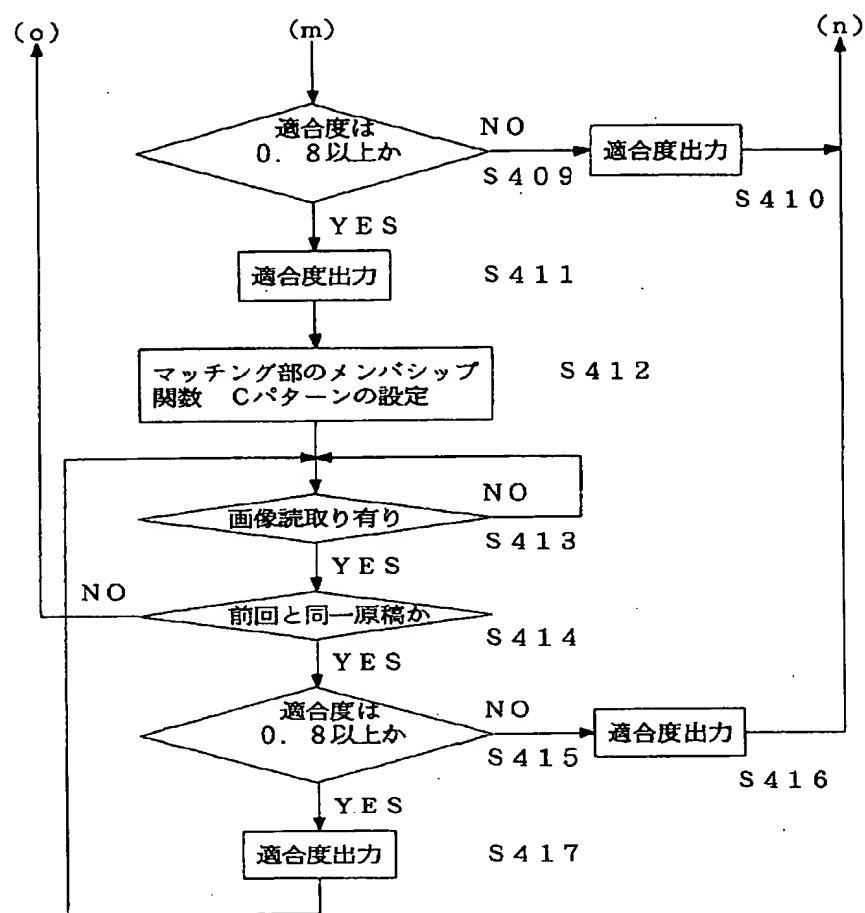 (o)
(m)
(n)
適合度は
0．8以上か
NO
S409
適合度出力
S410
YES
適合度出力
S411
マッチング部のメンバシップ
関数　Cパターンの設定
S412
画像読取り有り
NO
S413
YES
前回と同一原稿か
NO
S414
YES
適合度は
0．8以上か
NO
S415
適合度出力
S416
YES
適合度出力
S417